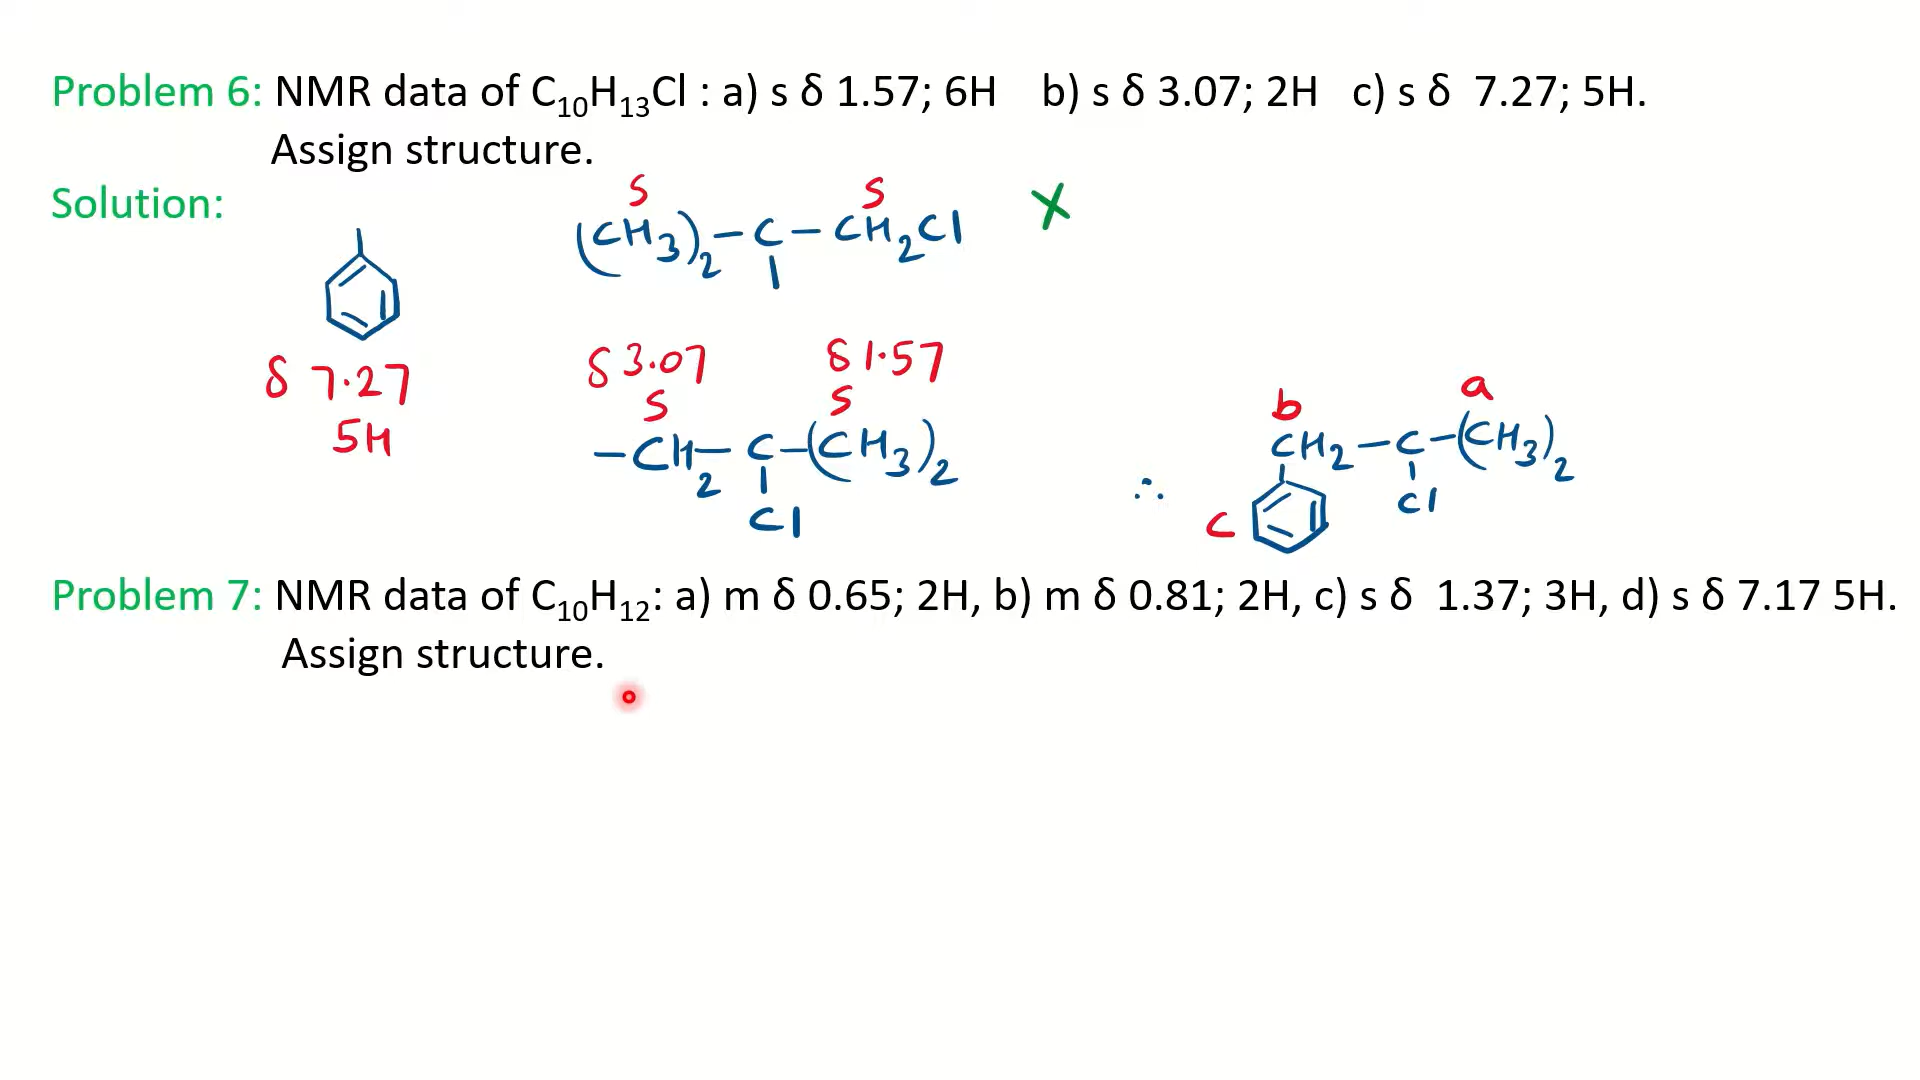 Problem 6: NMR data of C₁₀H₁₃Cl : a) s δ 1.57; 6H b) s δ 3.07; 2H c) s δ 7.27; 5H.
Assign structure.
Solution:
s s
(CH₃)₂ – C – CH₂Cl X
δ 7.27
5H
δ 3.07 δ 1.57
s s
–CH₂– C –(CH₃)₂
Cl
b a
∴ CH₂ – C –(CH₃)₂
Cl
c
Problem 7: NMR data of C₁₀H₁₂: a) m δ 0.65; 2H, b) m δ 0.81; 2H, c) s δ 1.37; 3H, d) s δ 7.17 5H.
Assign structure.